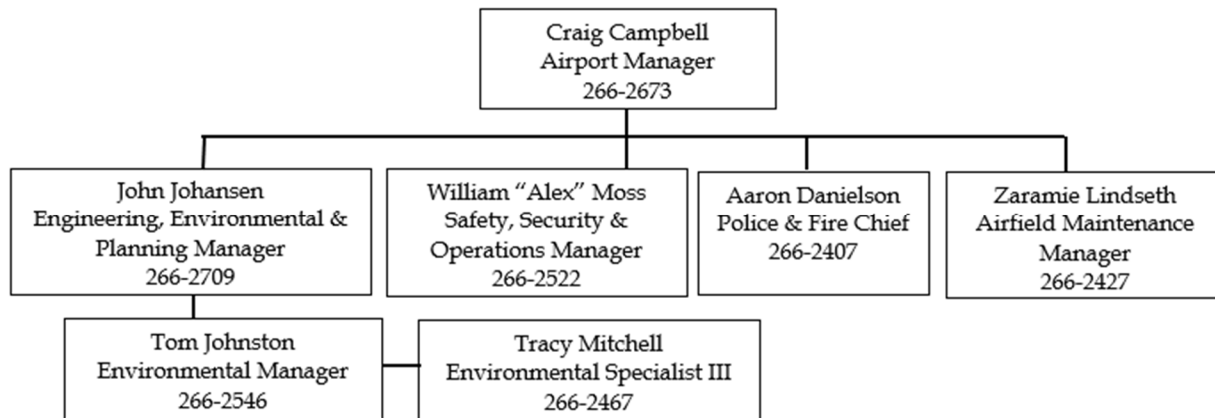 Craig Campbell
Airport Manager
266-2673
John Johansen
Engineering, Environmental &
Planning Manager
266-2709
William “Alex” Moss
Safety, Security &
Operations Manager
266-2522
Aaron Danielson
Police & Fire Chief
266-2407
Zaramie Lindseth
Airfield Maintenance
Manager
266-2427
Tom Johnston
Environmental Manager
266-2546
Tracy Mitchell
Environmental Specialist III
266-2467